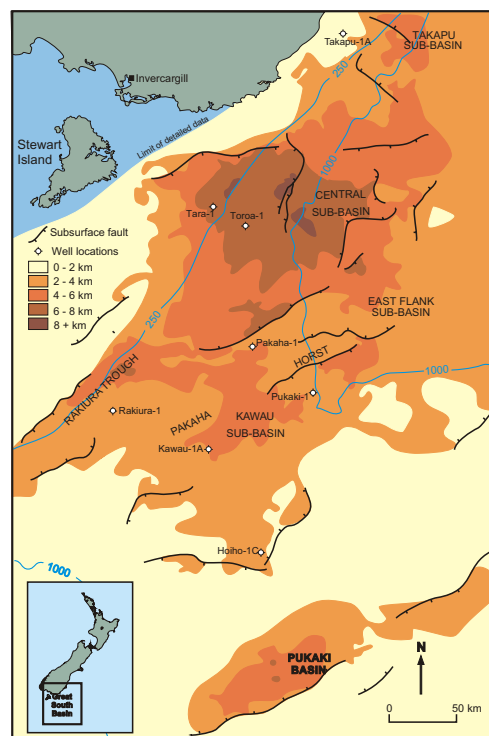 Takapu-1A
TAKAPU
SUB-BASIN
250
Invercargill
1000
Stewart
Island
Limit of detailed data
CENTRAL
SUB-BASIN
Tara-1
Toroa-1
Subsurface fault
Well locations
0 - 2 km
2 - 4 km
4 - 6 km
6 - 8 km
8 + km
EAST FLANK
SUB-BASIN
250
Pakaha-1
HORST
1000
RAKIURA TROUGH
Pukaki-1
Rakiura-1
PAKAHA
KAWAU
SUB-BASIN
Kawau-1A
Hoiho-1C
1000
Great
South
Basin
PUKAKI
BASIN
N
0 50 km